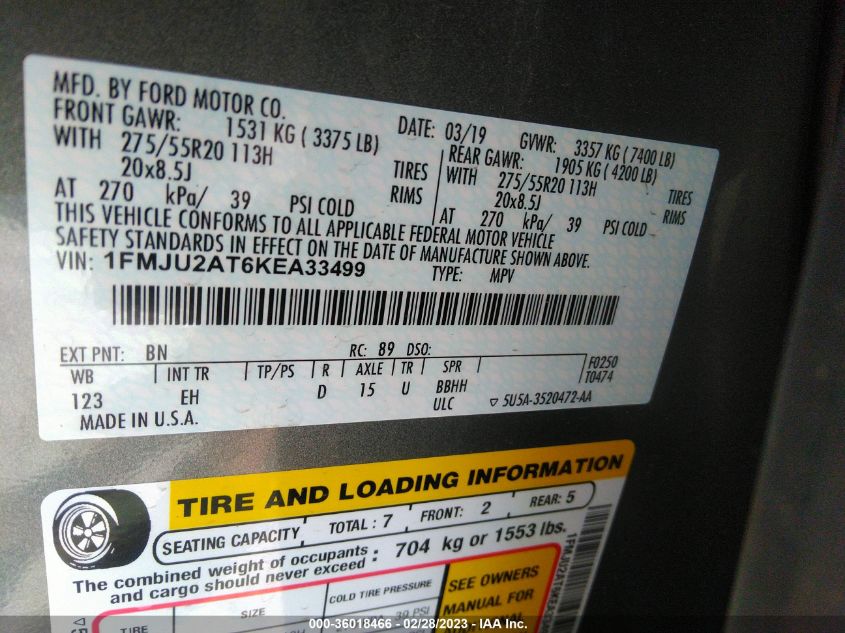 MFD. BY FORD MOTOR CO.
DATE: 03/19 GVWR: 3357 KG ( 7400 LB)
FRONT GAWR: 1531 KG ( 3375 LB)
WITH 275/55R20 113H TIRES
20x8.5J RIMS
AT 270 kPa/ 39 PSI COLD
REAR GAWR: 1905 KG ( 4200 LB)
WITH 275/55R20 113H TIRES
20x8.5J RIMS
AT 270 kPa/ 39 PSI COLD
THIS VEHICLE CONFORMS TO ALL APPLICABLE FEDERAL MOTOR VEHICLE
SAFETY STANDARDS IN EFFECT ON THE DATE OF MANUFACTURE SHOWN ABOVE.
VIN: 1FMJU2AT6KEA33499 TYPE: MPV
EXT PNT: BN RC: 89 DSO:
WB INT TR TP/PS R AXLE TR SPR F0250
123 EH D 15 U BBHH T0474
ULC ▽ 5U5A-3520472-AA
MADE IN U.S.A.
TIRE AND LOADING INFORMATION
SEATING CAPACITY TOTAL : 7 FRONT: 2 REAR: 5
The combined weight of occupants
and cargo should never exceed : 704 kg or 1553 lbs.
TIRE SIZE COLD TIRE PRESSURE
39 PSI
SEE OWNERS
MANUAL FOR
000-36018466 - 02/28/2023 - IAA Inc.